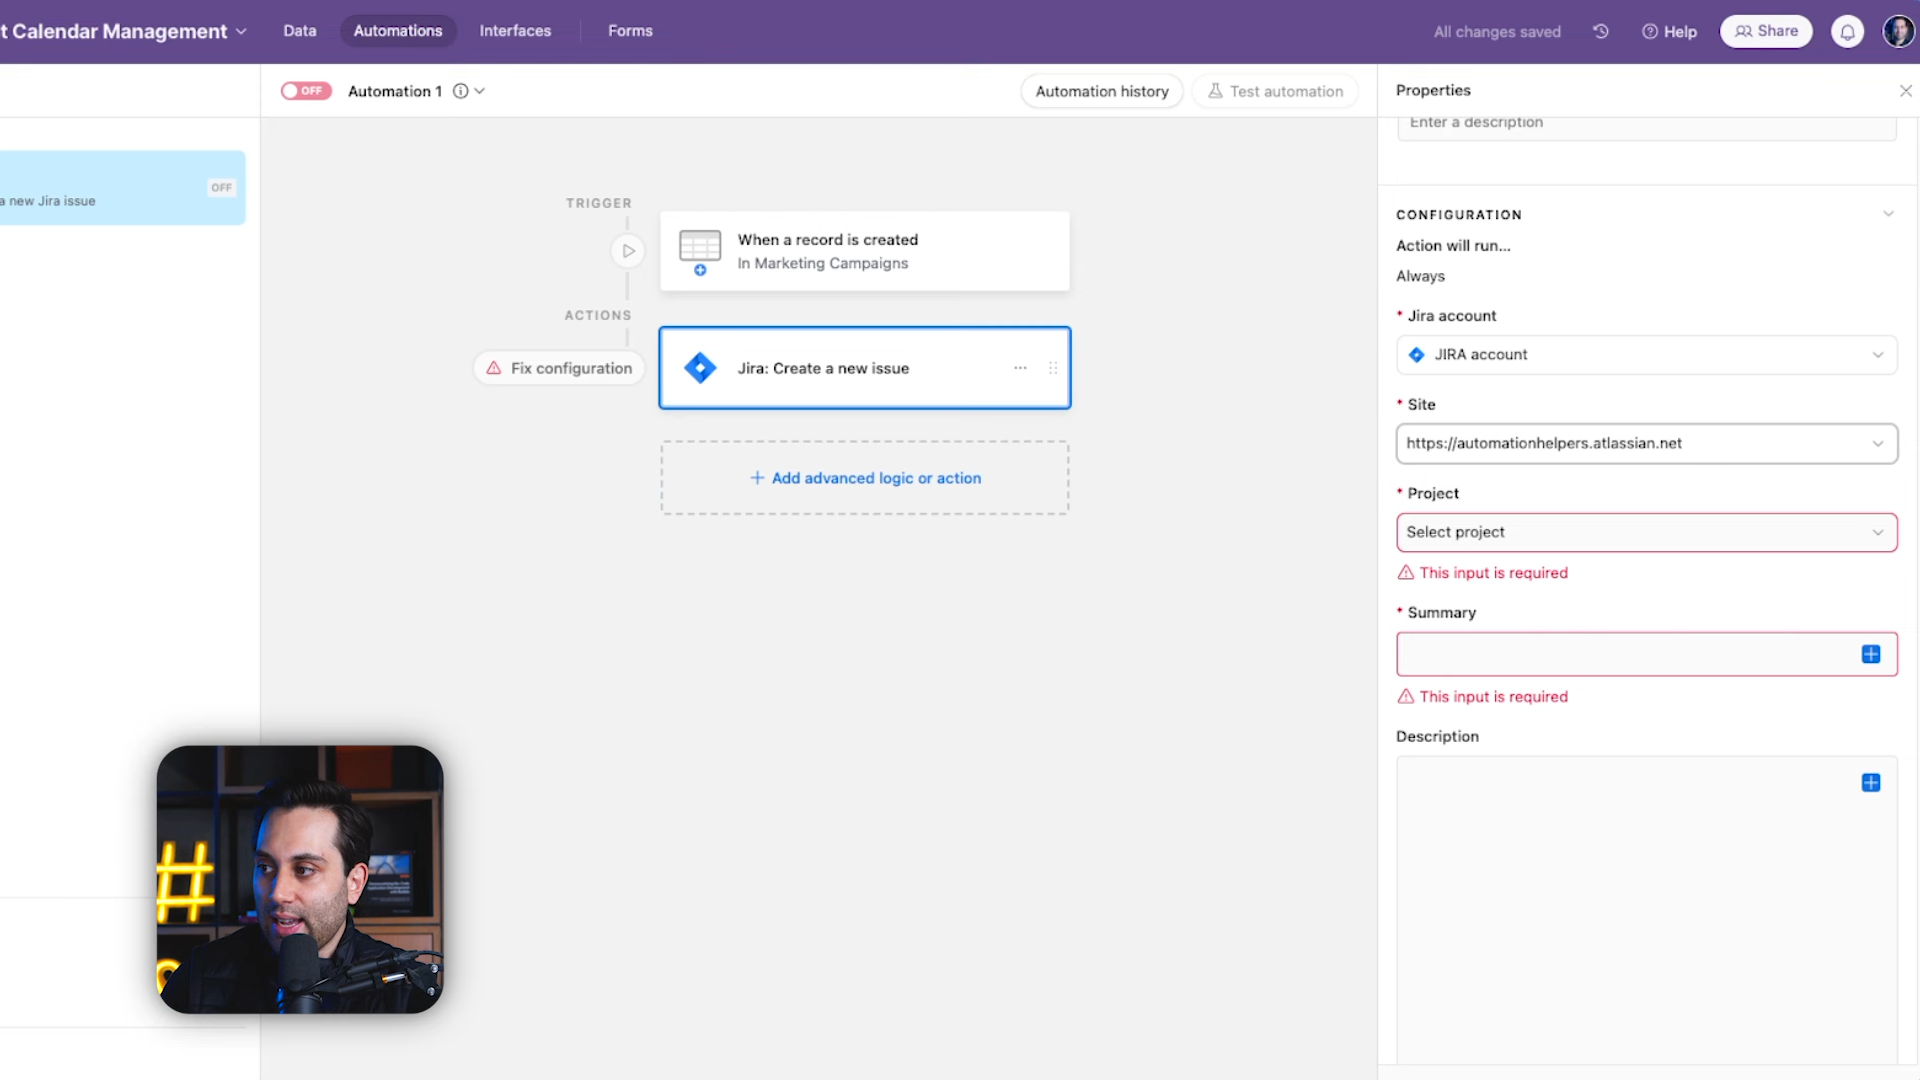 t Calendar Management
Data
Automations
Interfaces
Forms
All changes saved
Help
Share
OFF
Automation 1
Automation history
Test automation
Properties
Enter a description
OFF
a new Jira issue
TRIGGER
When a record is created
In Marketing Campaigns
ACTIONS
Fix configuration
Jira: Create a new issue
+ Add advanced logic or action
CONFIGURATION
Action will run...
Always
* Jira account
JIRA account
* Site
https://automationhelpers.atlassian.net
* Project
Select project
This input is required
* Summary
This input is required
Description
#